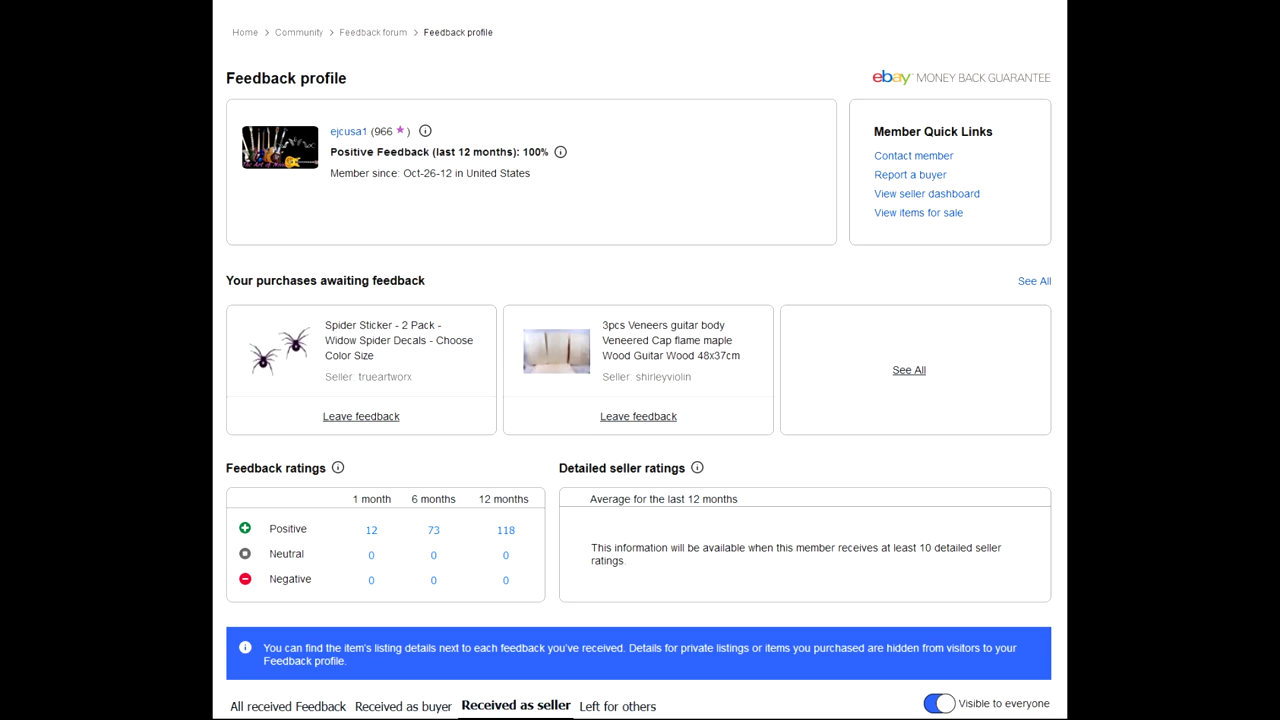 Home > Community > Feedback forum > Feedback profile
Feedback profile
ebay MONEY BACK GUARANTEE
ejcusa1 (966 ★)
Positive Feedback (last 12 months): 100%
Member since: Oct-26-12 in United States
Member Quick Links
Contact member
Report a buyer
View seller dashboard
View items for sale
Your purchases awaiting feedback
See All
Spider Sticker - 2 Pack -
Widow Spider Decals - Choose
Color Size
Seller: trueartworx
Leave feedback
3pcs Veneers guitar body
Veneered Cap flame maple
Wood Guitar Wood 48x37cm
Seller: shirleyviolin
Leave feedback
See All
Feedback ratings
1 month 6 months 12 months
Positive 12 73 118
Neutral 0 0 0
Negative 0 0 0
Detailed seller ratings
Average for the last 12 months
This information will be available when this member receives at least 10 detailed seller
ratings.
You can find the item's listing details next to each feedback you've received. Details for private listings or items you purchased are hidden from visitors to your
Feedback profile.
All received Feedback Received as buyer Received as seller Left for others
Visible to everyone